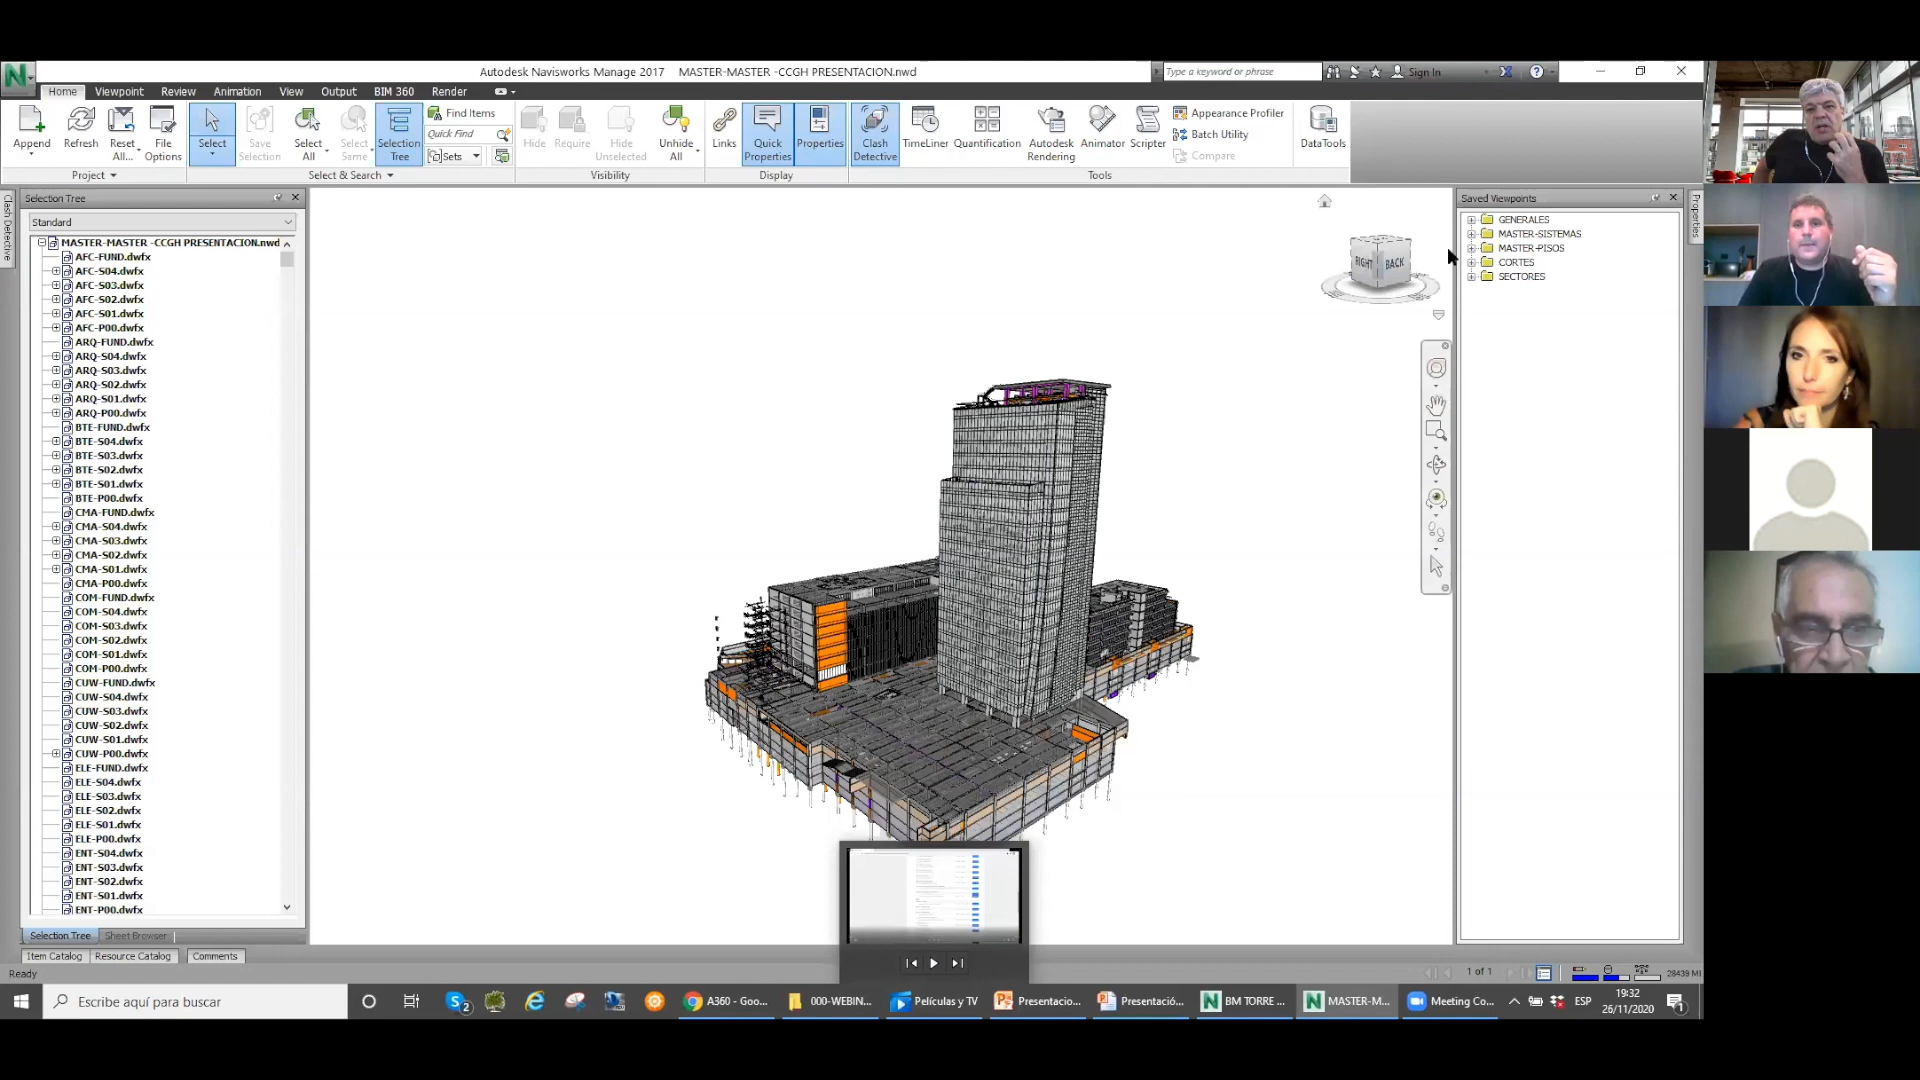 Autodesk Navisworks Manage 2017 MASTER-MASTER -CCGH PRESENTACION.nwd
Type a keyword or phrase
Sign In
Home Viewpoint Review Animation View Output BIM 360 Render
Append
Refresh
Reset All...
File Options
Select
Save Selection
Select All
Select Same
Selection Tree
Find Items
Quick Find
Sets
Hide
Require
Hide Unselected
Unhide All
Links
Quick Properties
Properties
Clash Detective
TimeLiner
Quantification
Autodesk Rendering
Animator
Scripter
Appearance Profiler
Batch Utility
Compare
DataTools
Project
Select & Search
Visibility
Display
Tools
Clash Detective
Selection Tree
Standard
MASTER-MASTER -CCGH PRESENTACION.nwd
AFC-FUND.dwfx
AFC-S04.dwfx
AFC-S03.dwfx
AFC-S02.dwfx
AFC-S01.dwfx
AFC-P00.dwfx
ARQ-FUND.dwfx
ARQ-S04.dwfx
ARQ-S03.dwfx
ARQ-S02.dwfx
ARQ-S01.dwfx
ARQ-P00.dwfx
BTE-FUND.dwfx
BTE-S04.dwfx
BTE-S03.dwfx
BTE-S02.dwfx
BTE-S01.dwfx
BTE-P00.dwfx
CMA-FUND.dwfx
CMA-S04.dwfx
CMA-S03.dwfx
CMA-S02.dwfx
CMA-S01.dwfx
CMA-P00.dwfx
COM-FUND.dwfx
COM-S04.dwfx
COM-S03.dwfx
COM-S02.dwfx
COM-S01.dwfx
COM-P00.dwfx
CUW-FUND.dwfx
CUW-S04.dwfx
CUW-S03.dwfx
CUW-S02.dwfx
CUW-S01.dwfx
CUW-P00.dwfx
ELE-FUND.dwfx
ELE-S04.dwfx
ELE-S03.dwfx
ELE-S02.dwfx
ELE-S01.dwfx
ELE-P00.dwfx
ENT-S04.dwfx
ENT-S03.dwfx
ENT-S02.dwfx
ENT-S01.dwfx
ENT-P00.dwfx
Selection Tree Sheet Browser
Item Catalog Resource Catalog Comments
Ready
RIGHT BACK
Saved Viewpoints
GENERALES
MASTER-SISTEMAS
MASTER-PISOS
CORTES
SECTORES
Properties
1 of 1
28439 M
Escribe aquí para buscar
2
A360 - Goo...
000-WEBIN...
Películas y TV
Presentacio...
Presentació...
BM TORRE ...
MASTER-M...
Meeting Co...
ESP
19:32
26/11/2020
1